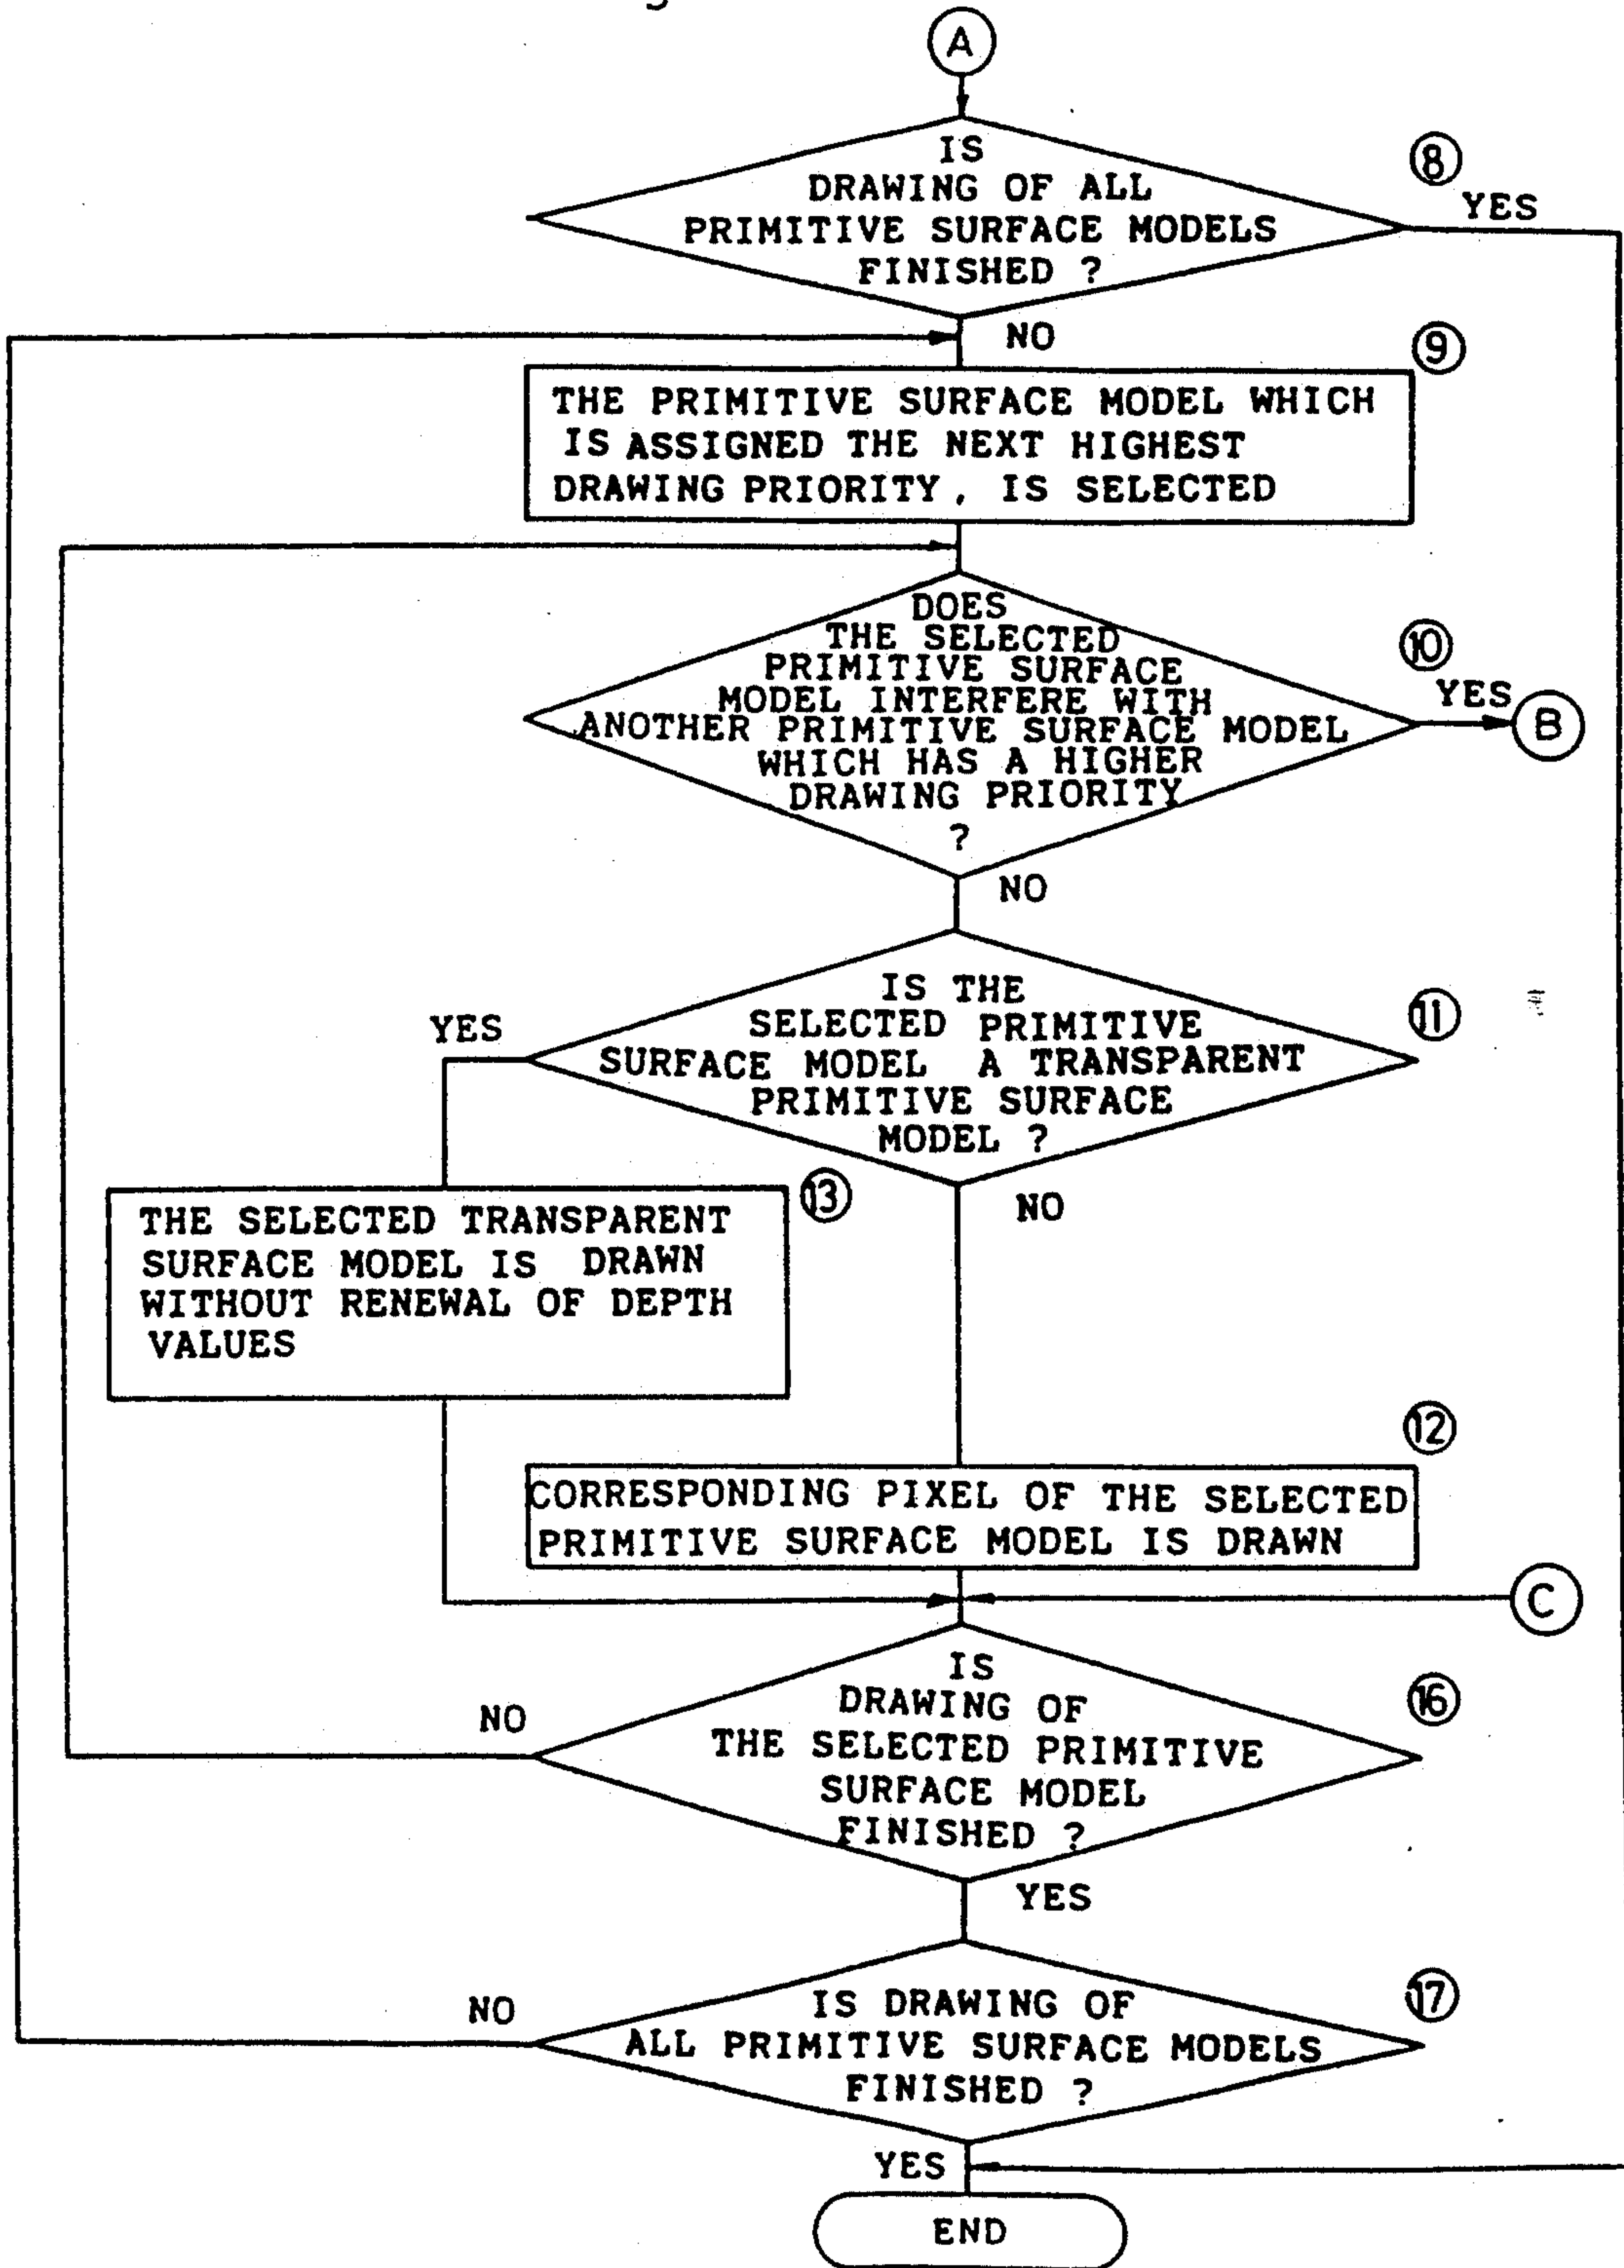 A
IS
DRAWING OF ALL
PRIMITIVE SURFACE MODELS
FINISHED ?
8
YES
NO
9
THE PRIMITIVE SURFACE MODEL WHICH
IS ASSIGNED THE NEXT HIGHEST
DRAWING PRIORITY, IS SELECTED
DOES
THE SELECTED
PRIMITIVE SURFACE
MODEL INTERFERE WITH
ANOTHER PRIMITIVE SURFACE MODEL
WHICH HAS A HIGHER
DRAWING PRIORITY
?
10
YES
B
NO
IS THE
SELECTED PRIMITIVE
SURFACE MODEL A TRANSPARENT
PRIMITIVE SURFACE
MODEL ?
11
YES
NO
13
THE SELECTED TRANSPARENT
SURFACE MODEL IS DRAWN
WITHOUT RENEWAL OF DEPTH
VALUES
12
CORRESPONDING PIXEL OF THE SELECTED
PRIMITIVE SURFACE MODEL IS DRAWN
C
IS
DRAWING OF
THE SELECTED PRIMITIVE
SURFACE MODEL
FINISHED ?
16
NO
YES
IS DRAWING OF
ALL PRIMITIVE SURFACE MODELS
FINISHED ?
17
NO
YES
END